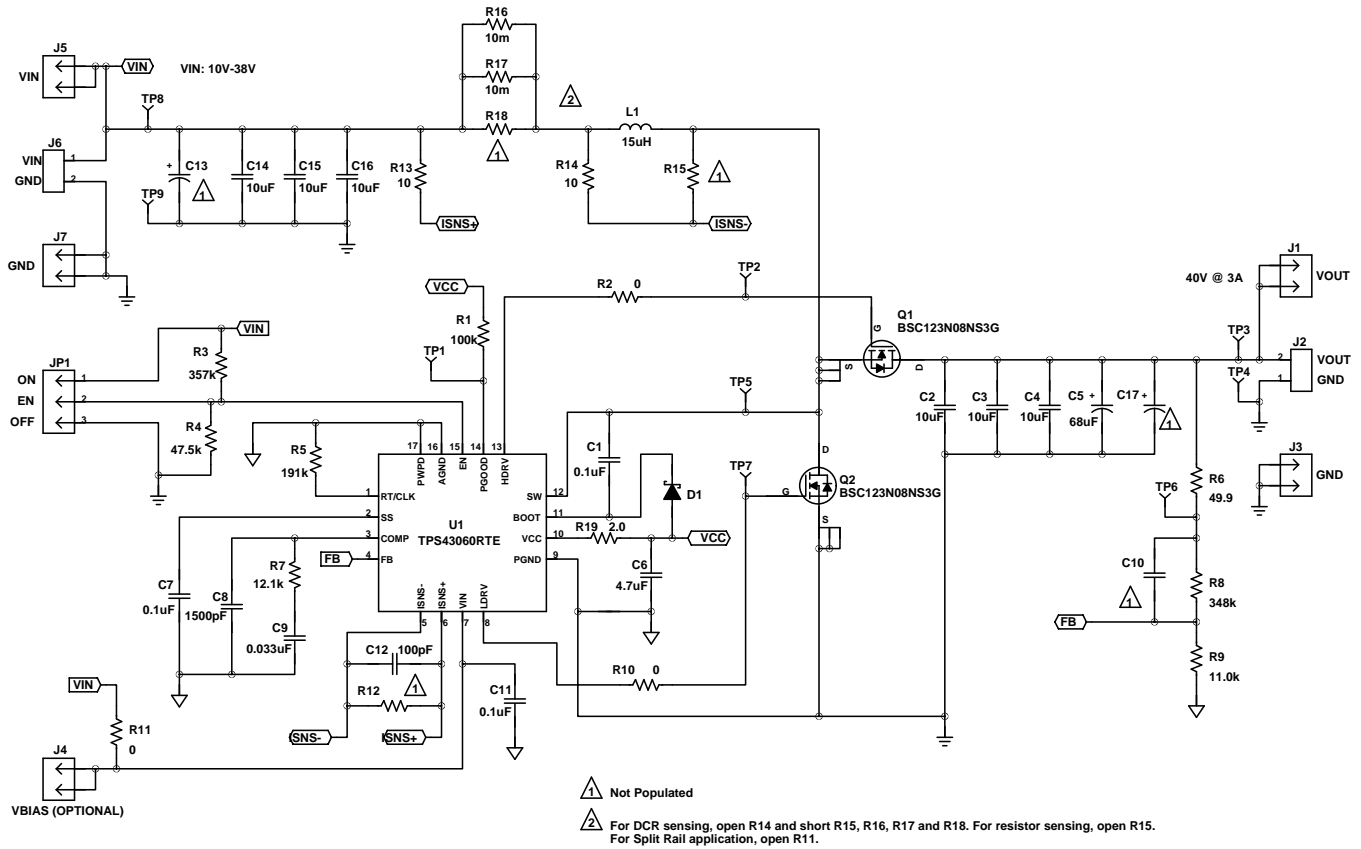 R16
10m
J5
VIN
VIN
VIN: 10V-38V
R17
10m
TP8
2
L1
R18
15uH
1
J6
VIN
1
GND
2
+
C13
1
C14
10uF
C15
10uF
C16
10uF
R13
10
R14
10
R15
1
TP9
ISNS+
ISNS-
J7
GND
VCC
R2
0
TP2
J1
40V @ 3A
VOUT
R1
100k
Q1
BSC123N08NS3G
VIN
TP1
G
S
D
TP3
J2
2
VOUT
1
GND
TP4
R3
357k
JP1
ON
1
EN
2
OFF
3
TP5
C2
10uF
C3
10uF
C4
10uF
C5
+
68uF
C17
+
1
R4
47.5k
R5
191k
17
16
15
14
13
PWPD
AGND
EN
PGOOD
HDRV
C1
0.1uF
D
TP7
G
Q2
BSC123N08NS3G
S
J3
GND
R6
49.9
TP6
1
RT/CLK
2
SS
3
COMP
4
FB
FB
U1
TPS43060RTE
SW
12
BOOT
11
VCC
10
PGND
9
D1
R19
2.0
VCC
C6
4.7uF
R7
12.1k
C7
0.1uF
C8
1500pF
C9
0.033uF
ISNS-
ISNS+
VIN
LDRV
5
6
7
8
C10
1
R8
348k
FB
R9
11.0k
C12
100pF
R12
1
C11
0.1uF
R10
0
VIN
R11
0
ISNS-
ISNS+
J4
VBIAS (OPTIONAL)
1
Not Populated
2
For DCR sensing, open R14 and short R15, R16, R17 and R18. For resistor sensing, open R15.
For Split Rail application, open R11.